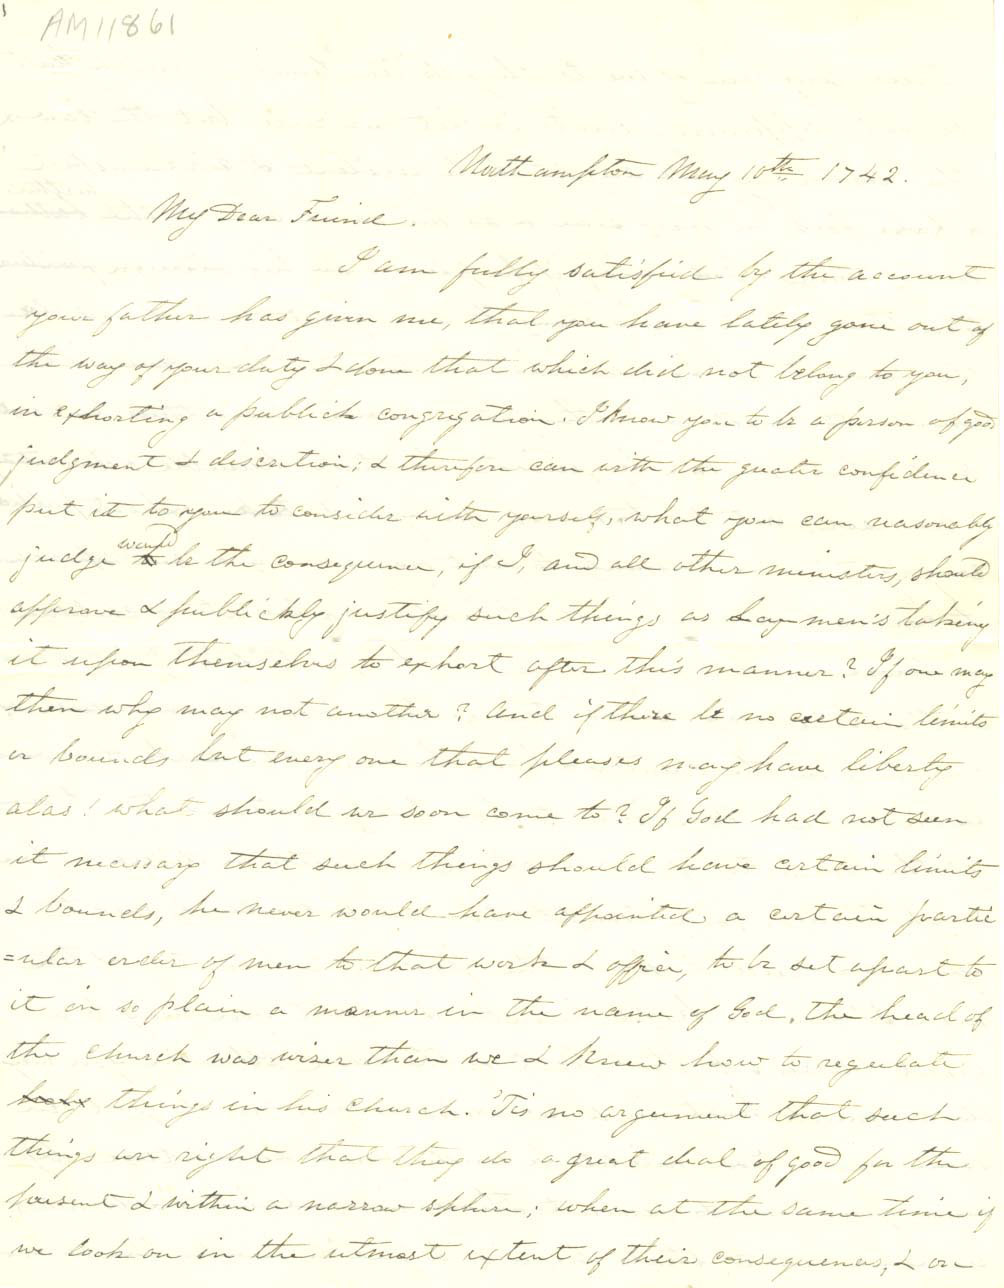 AM11861
Northampton May 10th 1742.
My Dear Friend.
I am fully satisfied by the account
your father has given me, that you have lately gone out of
the way of your duty & done that which did not belong to you,
in exhorting a publick congregation. I know you to be a person of good
judgment & discretion; & therefore can with the greater confidence
put it to you to consider with yourself, what you can reasonably
judge would be the consequence, if I, and all other ministers, should
approve & publickly justify such things as Laymen's taking
it upon themselves to exhort after this manner? If one may
then why may not another? And if there be no certain limits
or bounds but every one that pleases may have liberty
alas! what should we soon come to? If God had not seen
it necessary that such things should have certain limits
& bounds, he never would have appointed a certain partic
=ular order of men to that work & office, to be set apart to
it in so plain a manner in the name of God. The head of
the church was wiser than we & knew how to regulate
things in his church. 'Tis no argument that such
things are right that they do a great deal of good for the
present & within a narrow sphere; when at the same time if
we look on in the utmost extent of their consequences, & on